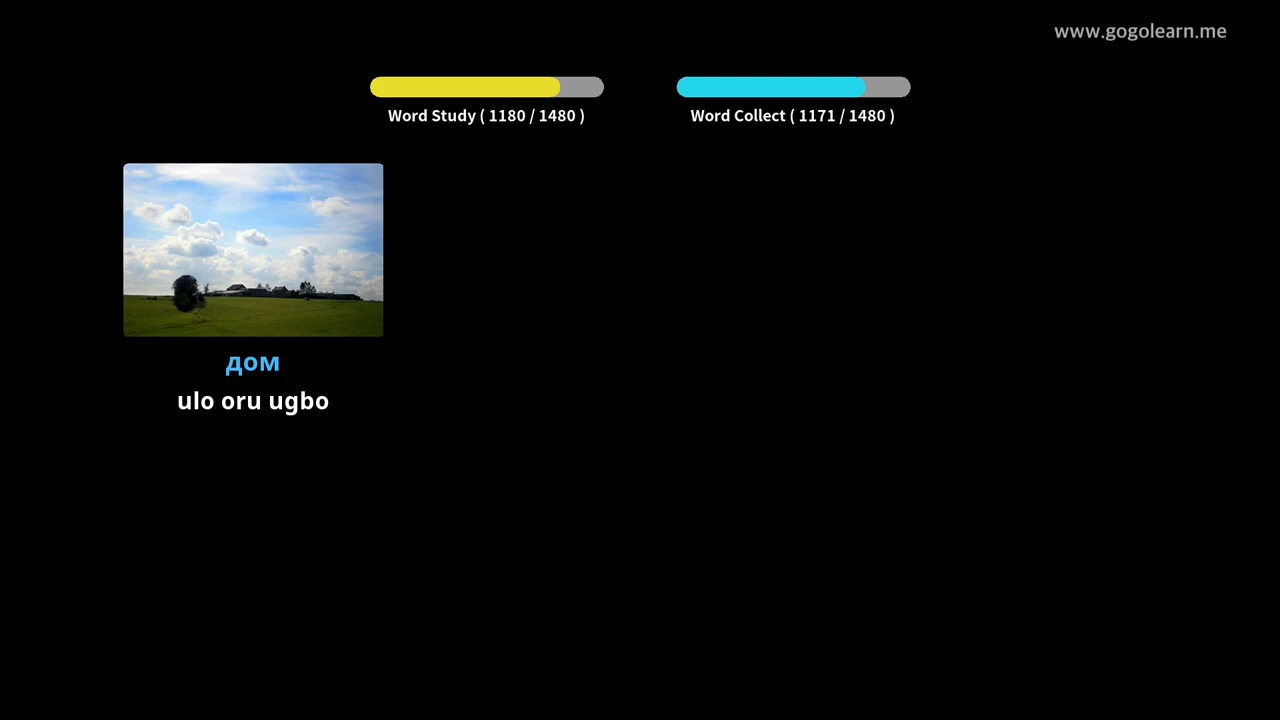 www.gogolearn.me
Word Study ( 1180 / 1480 )
Word Collect ( 1171 / 1480 )
дом
ulo oru ugbo